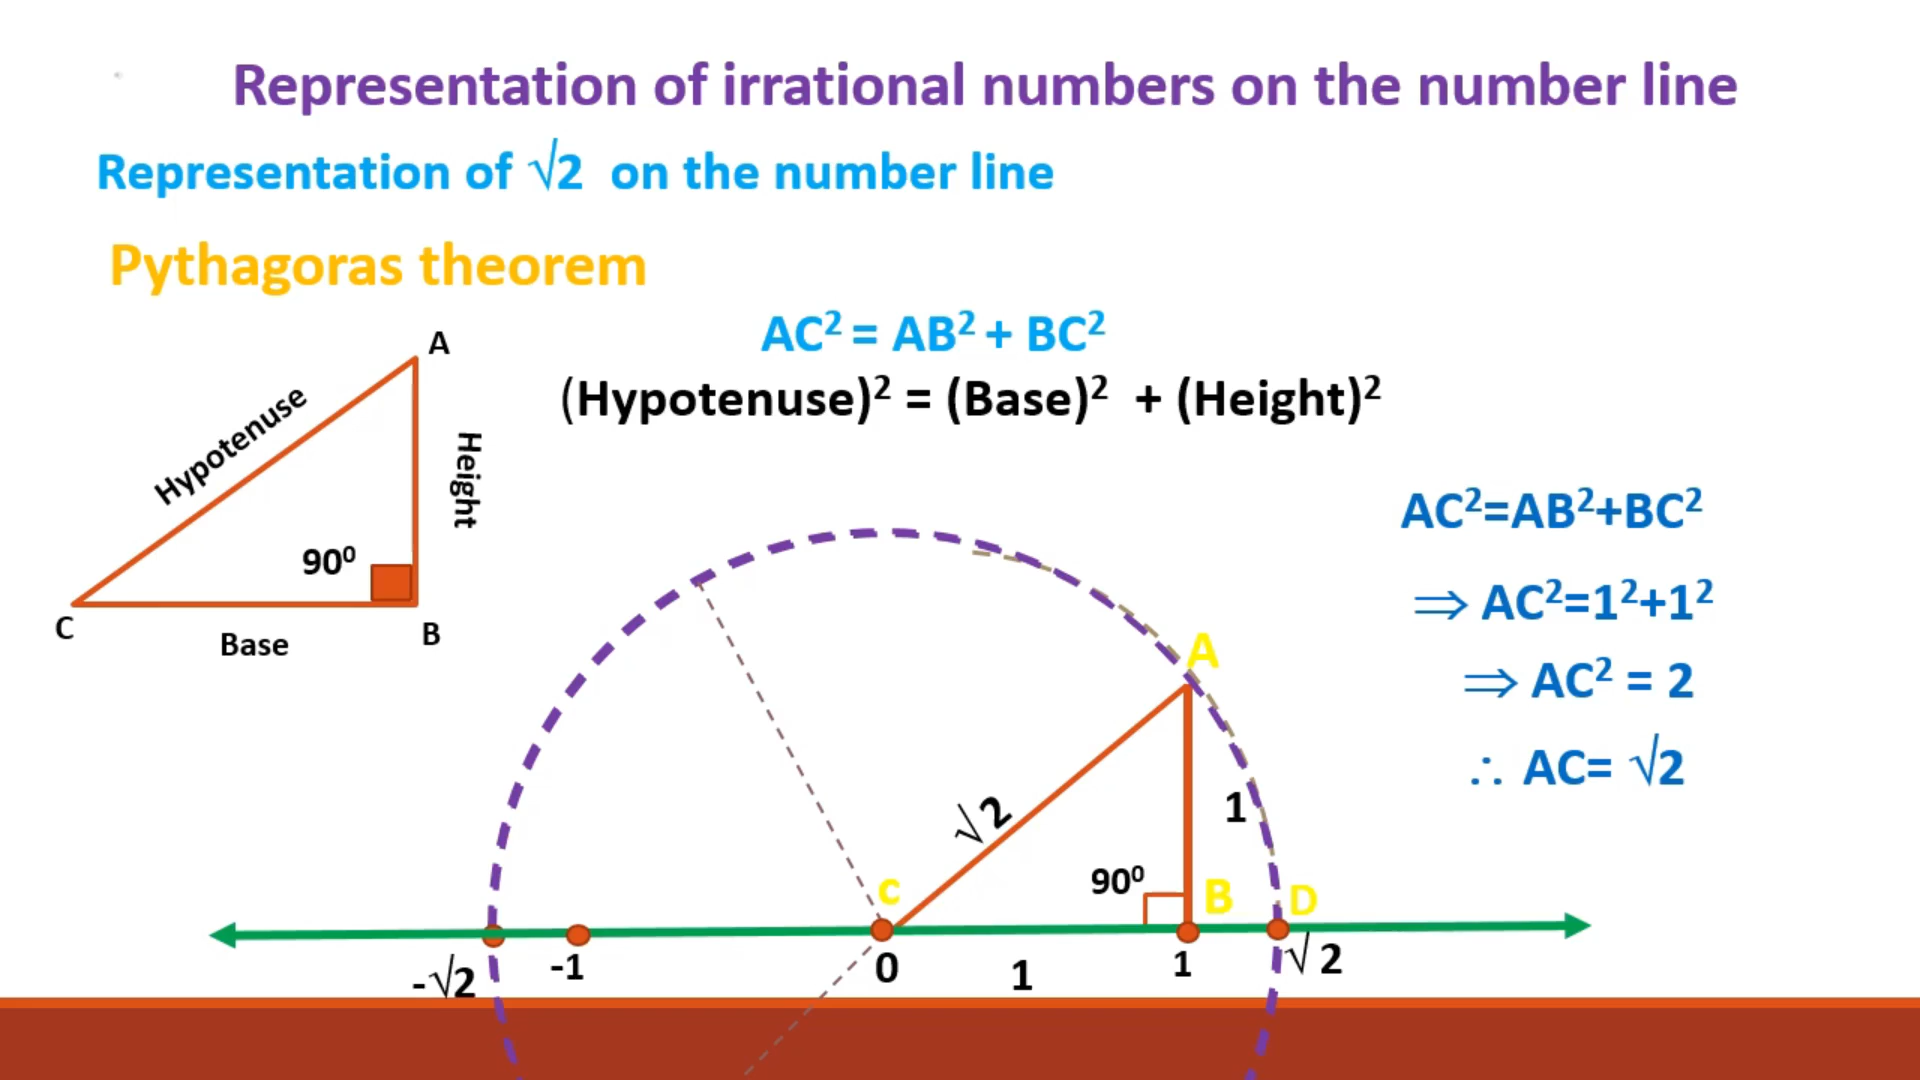 Representation of irrational numbers on the number line
Representation of √2 on the number line
Pythagoras theorem
AC² = AB² + BC²
(Hypotenuse)² = (Base)² + (Height)²
A
Hypotenuse
Height
90⁰
C
Base
B
AC²=AB²+BC²
⇒ AC²=1²+1²
⇒ AC² = 2
∴ AC= √2
A
√2
1
90⁰
c
B
D
-√2
-1
0
1
1
√2